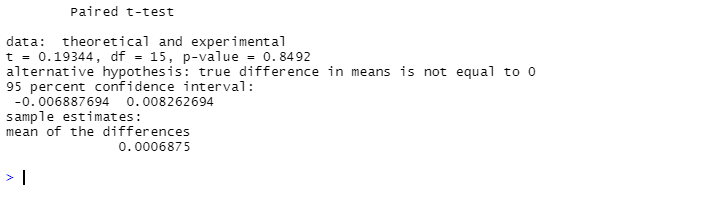 Paired t-test
data:  theoretical and experimental
t = 0.19344, df = 15, p-value = 0.8492
alternative hypothesis: true difference in means is not equal to 0
95 percent confidence interval:
 -0.006887694  0.008262694
sample estimates:
mean of the differences
              0.0006875
>